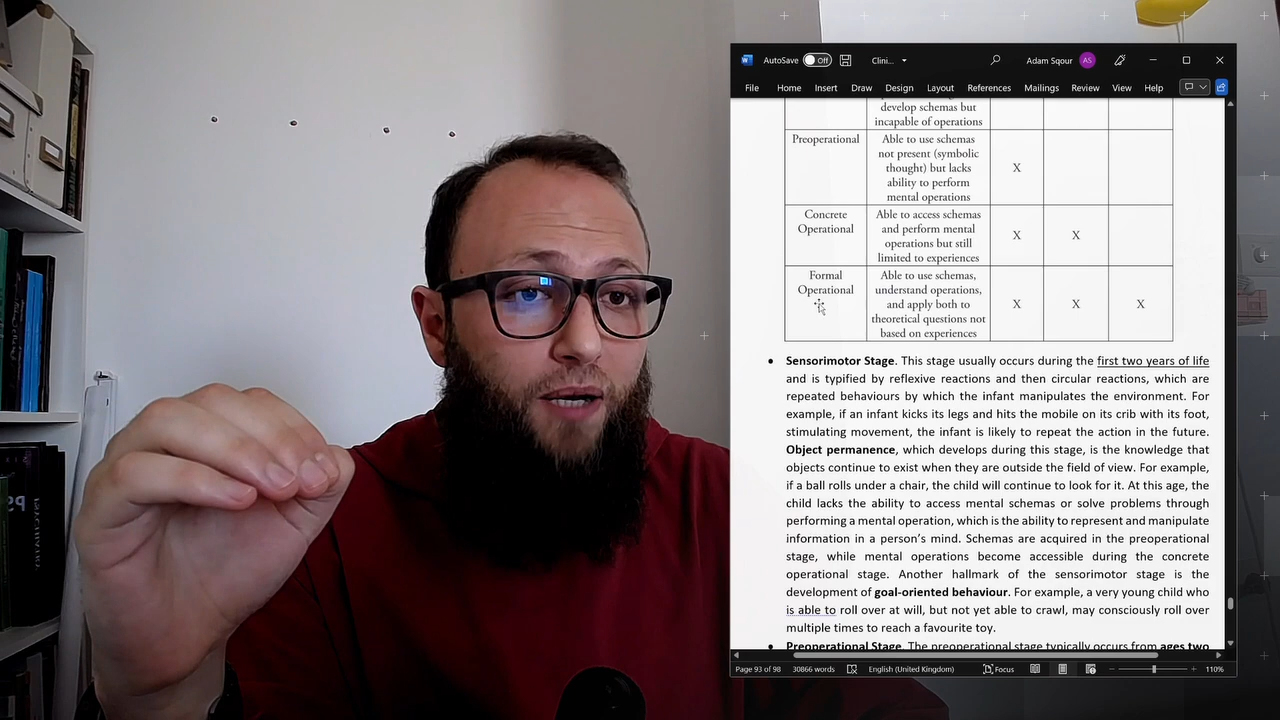 AutoSave Off Clini... Adam Sqour AS
File Home Insert Draw Design Layout References Mailings Review View Help
develop schemas but
incapable of operations
Preoperational
Able to use schemas
not present (symbolic
thought) but lacks
ability to perform
mental operations
X
Concrete
Operational
Able to access schemas
and perform mental
operations but still
limited to experiences
X X
Formal
Operational
Able to use schemas,
understand operations,
and apply both to
theoretical questions not
based on experiences
X X X
• Sensorimotor Stage. This stage usually occurs during the first two years of life
and is typified by reflexive reactions and then circular reactions, which are
repeated behaviours by which the infant manipulates the environment. For
example, if an infant kicks its legs and hits the mobile on its crib with its foot,
stimulating movement, the infant is likely to repeat the action in the future.
Object permanence, which develops during this stage, is the knowledge that
objects continue to exist when they are outside the field of view. For example,
if a ball rolls under a chair, the child will continue to look for it. At this age, the
child lacks the ability to access mental schemas or solve problems through
performing a mental operation, which is the ability to represent and manipulate
information in a person's mind. Schemas are acquired in the preoperational
stage, while mental operations become accessible during the concrete
operational stage. Another hallmark of the sensorimotor stage is the
development of goal-oriented behaviour. For example, a very young child who
is able to roll over at will, but not yet able to crawl, may consciously roll over
multiple times to reach a favourite toy.
• Preoperational Stage. The preoperational stage typically occurs from ages two
Page 93 of 98 30866 words English (United Kingdom) Focus 110%